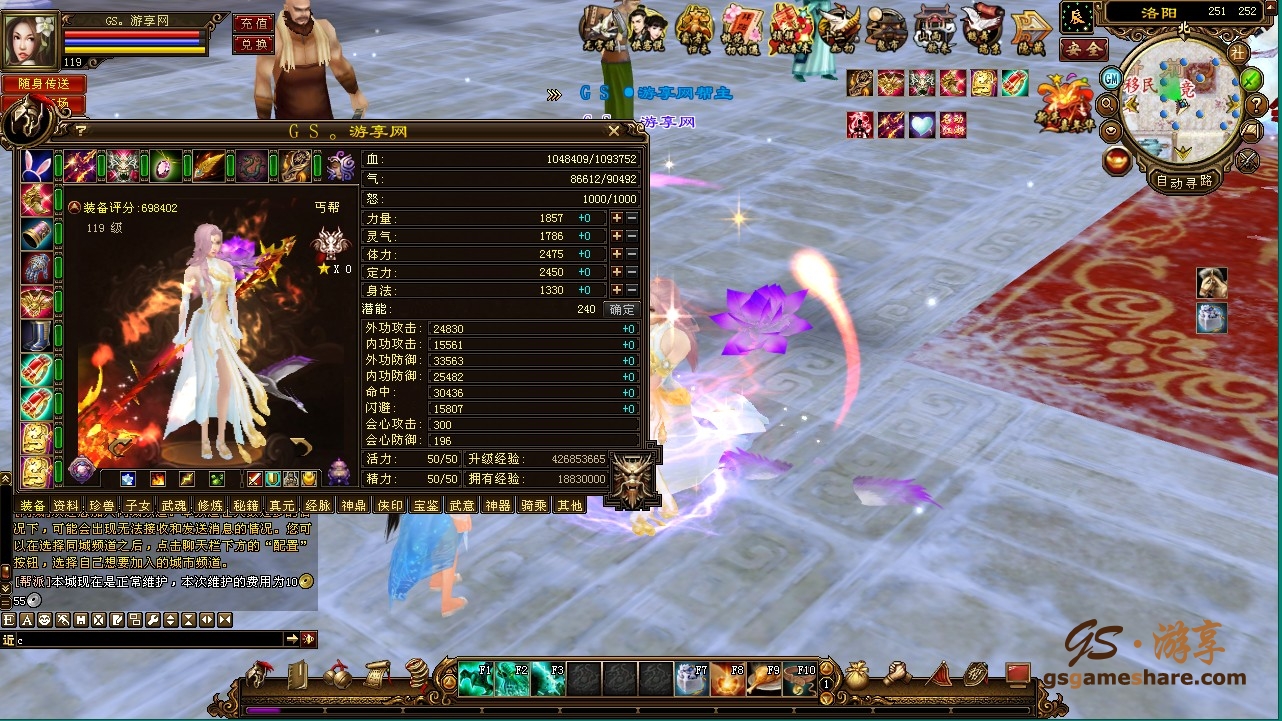 GS。游享网
119
充值
兑换
随身传送
洛阳 251 252
北
辰
安全
社
GM
移民
竞
自动寻路
GS●游享网帮主
游享网
GS。游享网
装备评分:698402
119 级
丐帮
X 0
血: 1048409/1093752
气: 86612/90492
怒: 1000/1000
力量: 1857 +0
灵气: 1786 +0
体力: 2475 +0
定力: 2450 +0
身法: 1330 +0
潜能: 240 确定
外功攻击: 24830 +0
内功攻击: 15561 +0
外功防御: 33563 +0
内功防御: 25482 +0
命中: 30436 +0
闪避: 15807 +0
会心攻击: 300
会心防御: 196
活力: 50/50 升级经验: 426853665
精力: 50/50 拥有经验: 18830000
装备 资料 珍兽 子女 武魂 修炼 秘籍 真元 经脉 神鼎 侠印 宝鉴 武意 神器 骑乘 其他
况下，可能会出现无法接收和发送消息的情况。您可
以在选择同城频道之后，点击聊天栏下方的“配置”
按钮，选择自己想要加入的城市频道。
[帮派]本城现在是正常维护，本次维护的费用为10
55
近 c
F1 F2 F3 F7 F8 F9 F10
1
GS·游享
gsgameshare.com